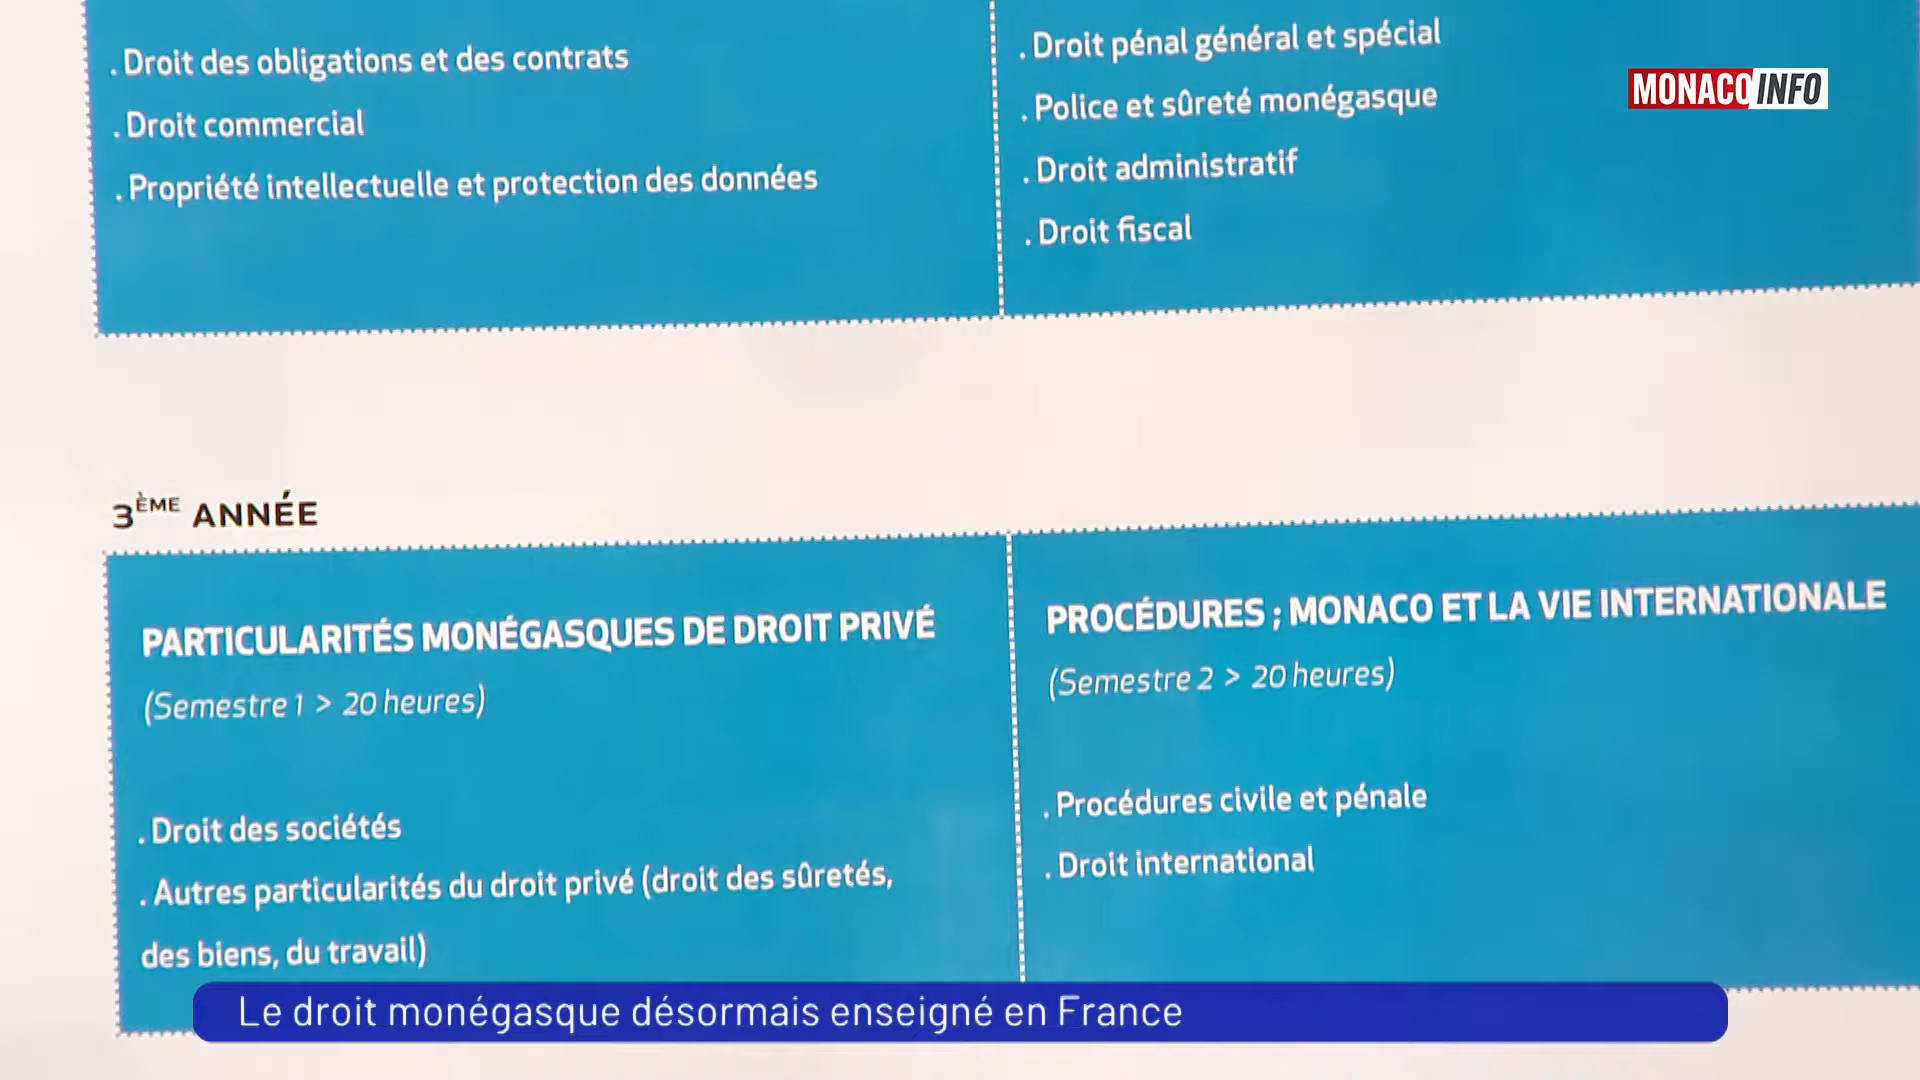 . Droit des obligations et des contrats
. Droit commercial
. Propriété intellectuelle et protection des données
. Droit pénal général et spécial
. Police et sûreté monégasque
. Droit administratif
. Droit fiscal
MONACO INFO
3ÈME ANNÉE
PARTICULARITÉS MONÉGASQUES DE DROIT PRIVÉ
(Semestre 1 > 20 heures)
. Droit des sociétés
. Autres particularités du droit privé (droit des sûretés,
des biens, du travail)
PROCÉDURES ; MONACO ET LA VIE INTERNATIONALE
(Semestre 2 > 20 heures)
. Procédures civile et pénale
. Droit international
Le droit monégasque désormais enseigné en France